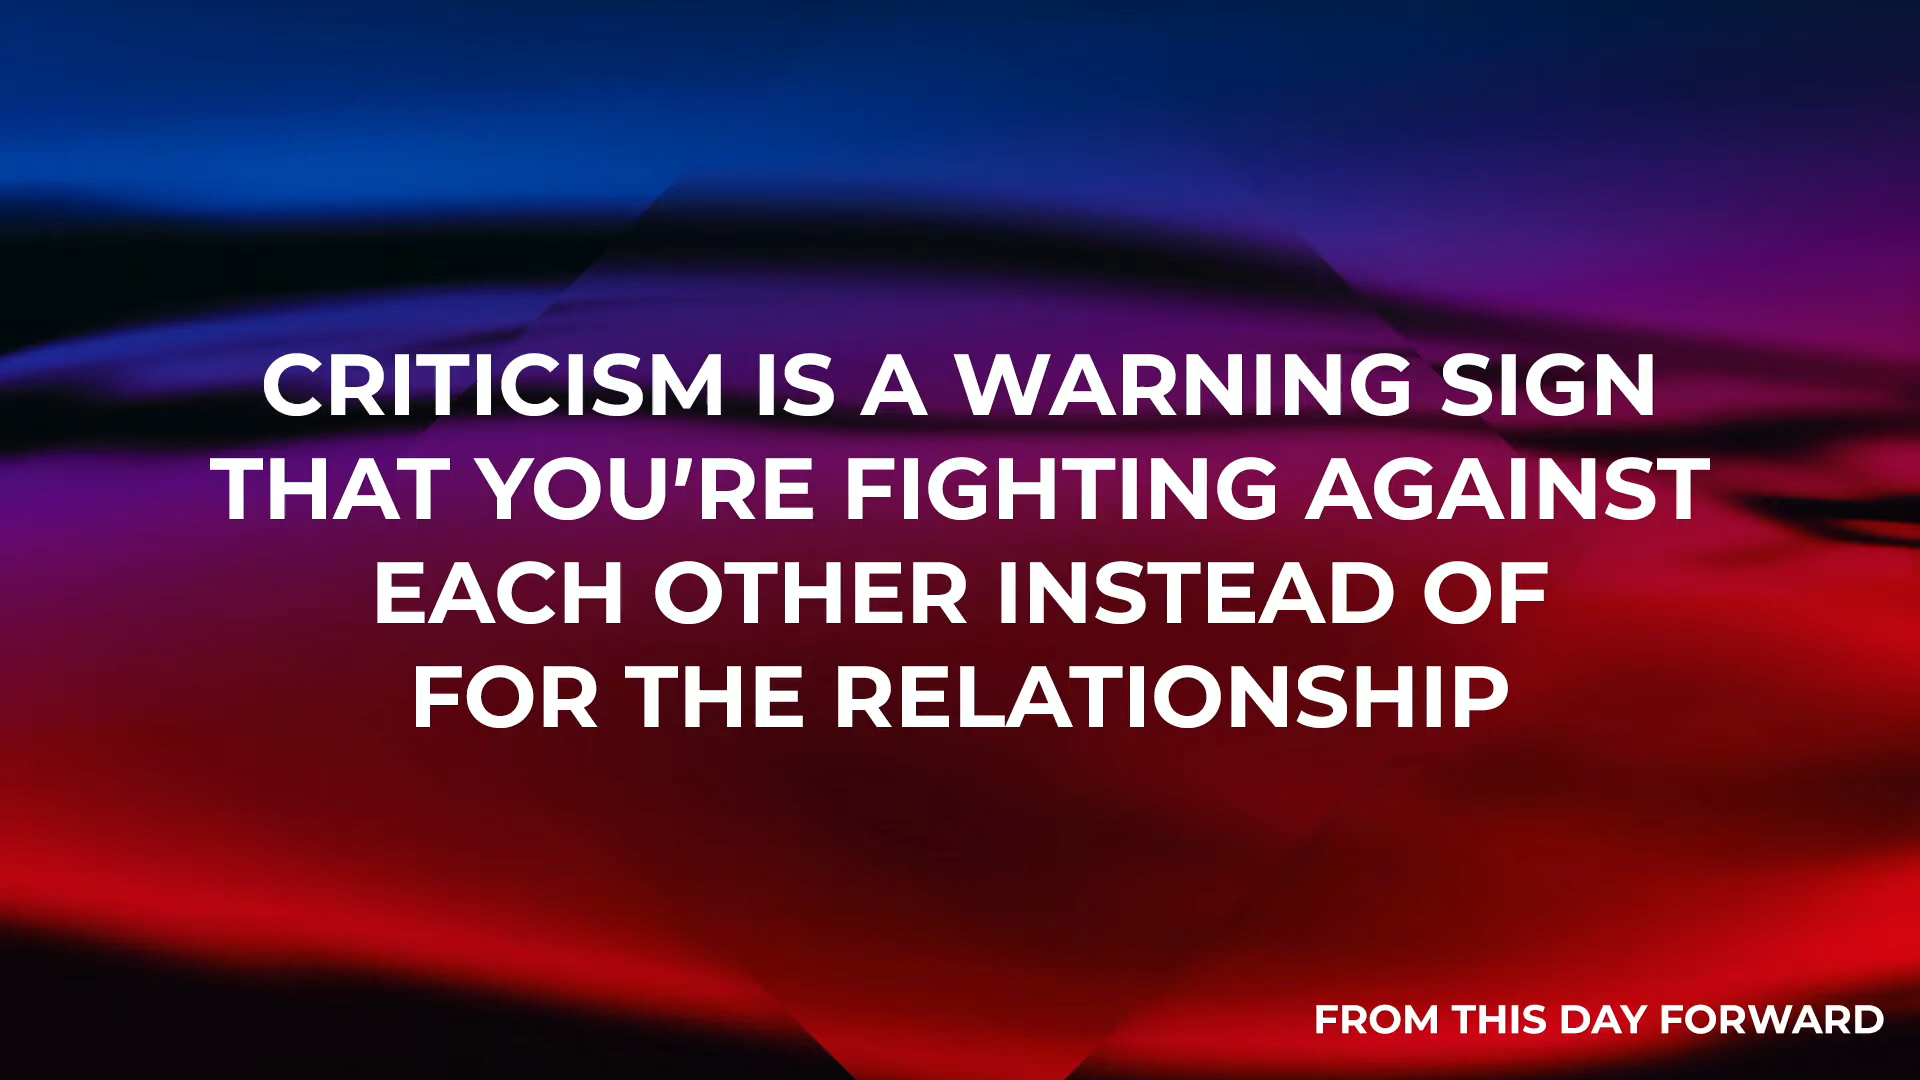 CRITICISM IS A WARNING SIGN
THAT YOU'RE FIGHTING AGAINST
EACH OTHER INSTEAD OF
FOR THE RELATIONSHIP
FROM THIS DAY FORWARD